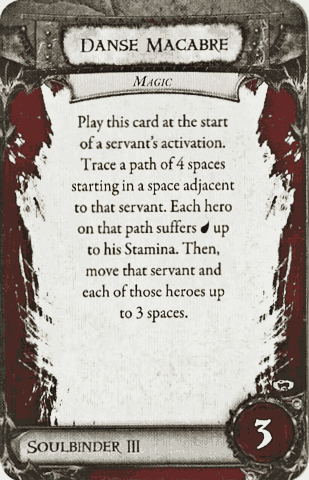 Danse Macabre
Magic
Play this card at the start
of a servant's activation.
Trace a path of 4 spaces
starting in a space adjacent
to that servant. Each hero
on that path suffers up
to his Stamina. Then,
move that servant and
each of those heroes up
to 3 spaces.
3
Soulbinder III